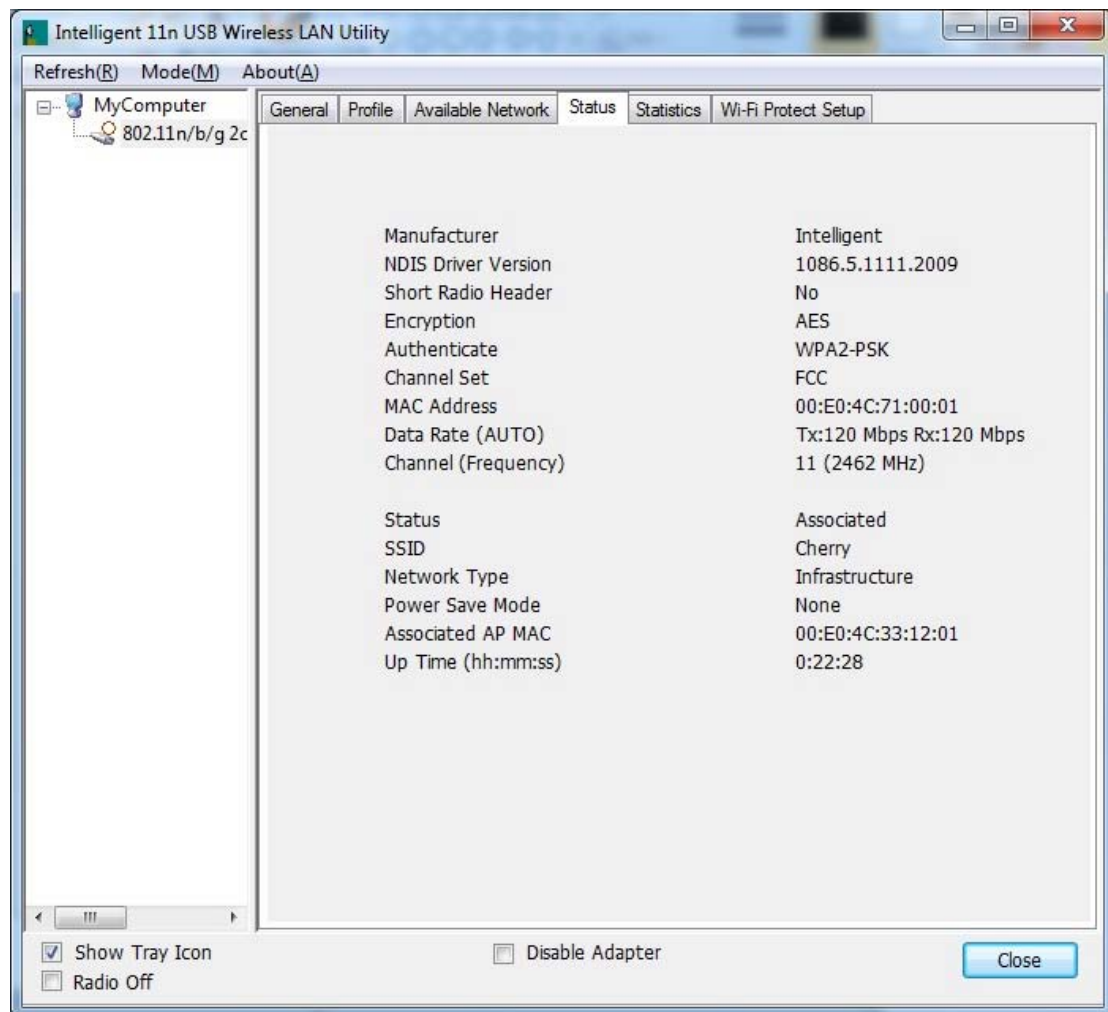 Intelligent 11n USB Wireless LAN Utility
Refresh(R) Mode(M) About(A)
MyComputer
802.11n/b/g 2c
General Profile Available Network Status Statistics Wi-Fi Protect Setup
Manufacturer Intelligent
NDIS Driver Version 1086.5.1111.2009
Short Radio Header No
Encryption AES
Authenticate WPA2-PSK
Channel Set FCC
MAC Address 00:E0:4C:71:00:01
Data Rate (AUTO) Tx:120 Mbps Rx:120 Mbps
Channel (Frequency) 11 (2462 MHz)
Status Associated
SSID Cherry
Network Type Infrastructure
Power Save Mode None
Associated AP MAC 00:E0:4C:33:12:01
Up Time (hh:mm:ss) 0:22:28
Show Tray Icon Disable Adapter Close
Radio Off